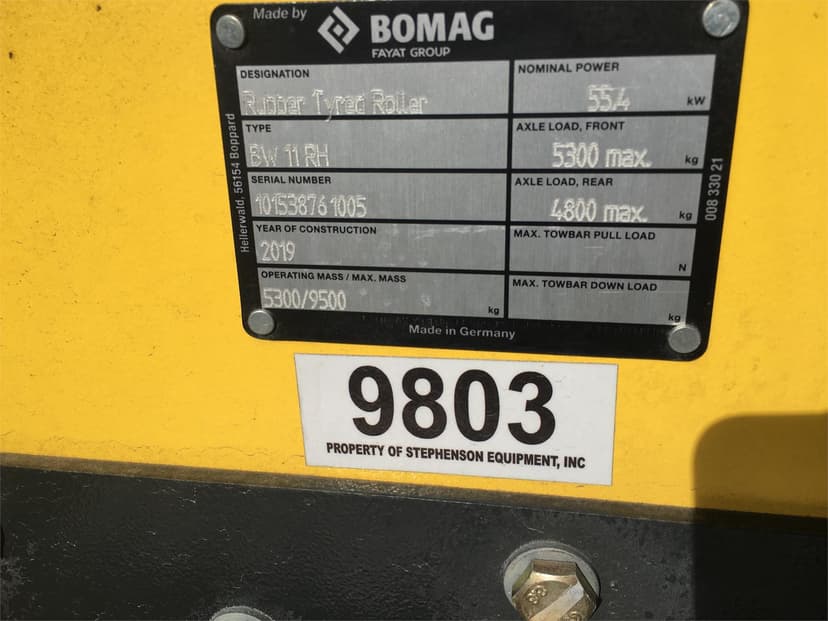 Made by BOMAG
FAYAT GROUP
DESIGNATION
Rubber Tyred Roller
NOMINAL POWER
55,4 kW
TYPE
BW 11 RH
AXLE LOAD, FRONT
5300 max. kg
SERIAL NUMBER
101538761005
AXLE LOAD, REAR
4800 max. kg
YEAR OF CONSTRUCTION
2019
MAX. TOWBAR PULL LOAD
N
OPERATING MASS / MAX. MASS
5300/9500 kg
MAX. TOWBAR DOWN LOAD
kg
Hellerwald, 56154 Boppard
008 330 21
Made in Germany
9803
PROPERTY OF STEPHENSON EQUIPMENT, INC